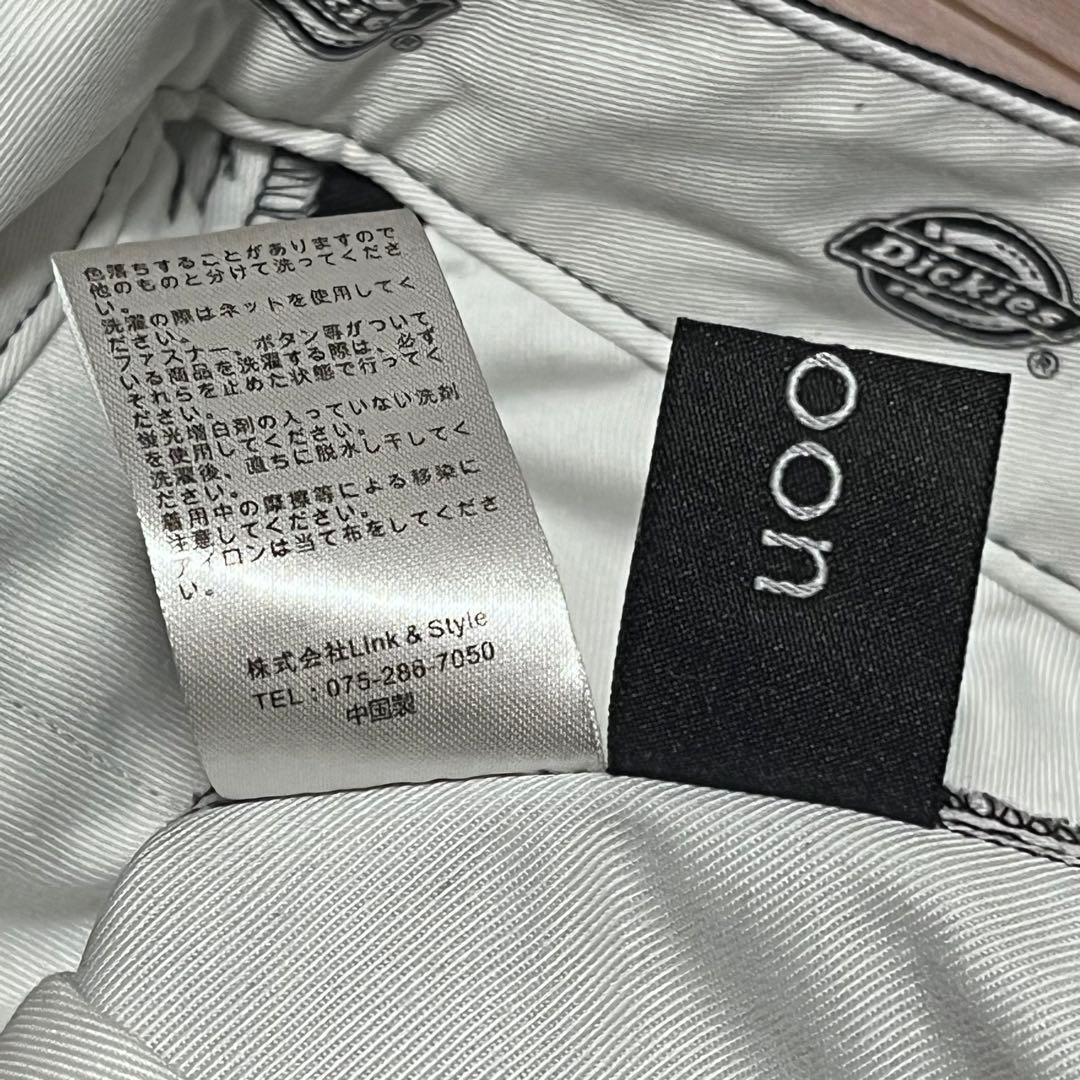 色落ちすることがありますので
他のものと分けて洗ってくださ
い。
洗濯の際はネットを使用してく
ださい。
ファスナー、ボタン等がついて
いる商品を洗濯する際は、必ず
それらを止めた状態で行ってく
ださい。
蛍光増白剤の入っていない洗剤
を使用してください。
洗濯後、直ちに脱水し干してく
ださい。
着用中の摩擦等による移染に
注意してください。
アイロンは当て布をしてくださ
い。
株式会社Link & Style
TEL：075-286-7050
中国製
noo
Dickies
®
®